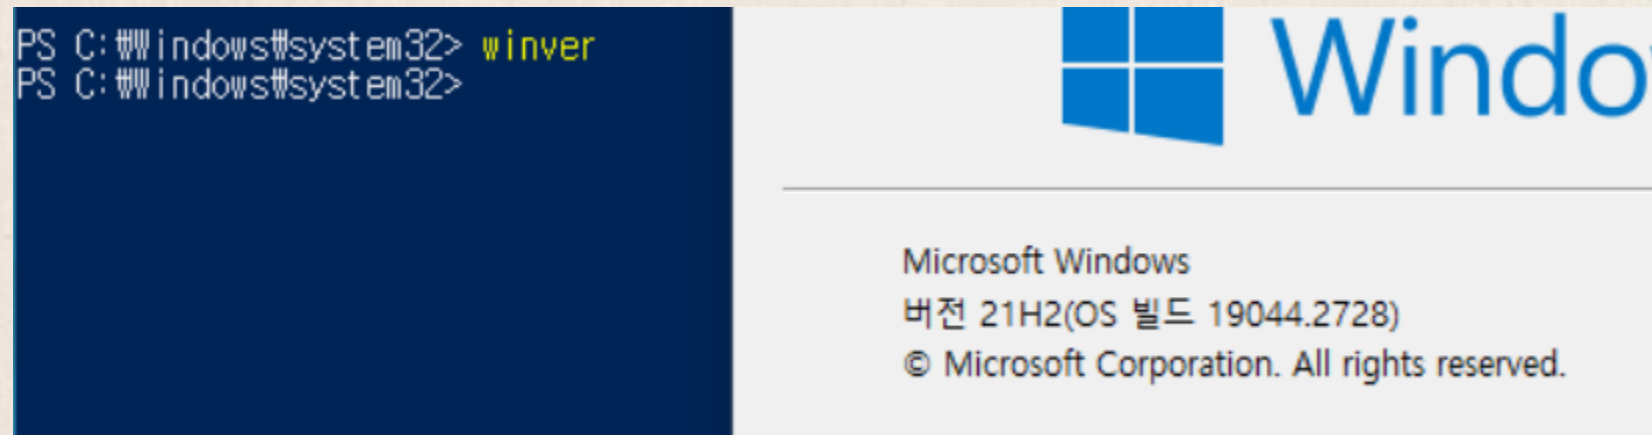 PS C:₩Windows₩system32> winver
PS C:₩Windows₩system32>
Microsoft Windows
버전 21H2(OS 빌드 19044.2728)
© Microsoft Corporation. All rights reserved.